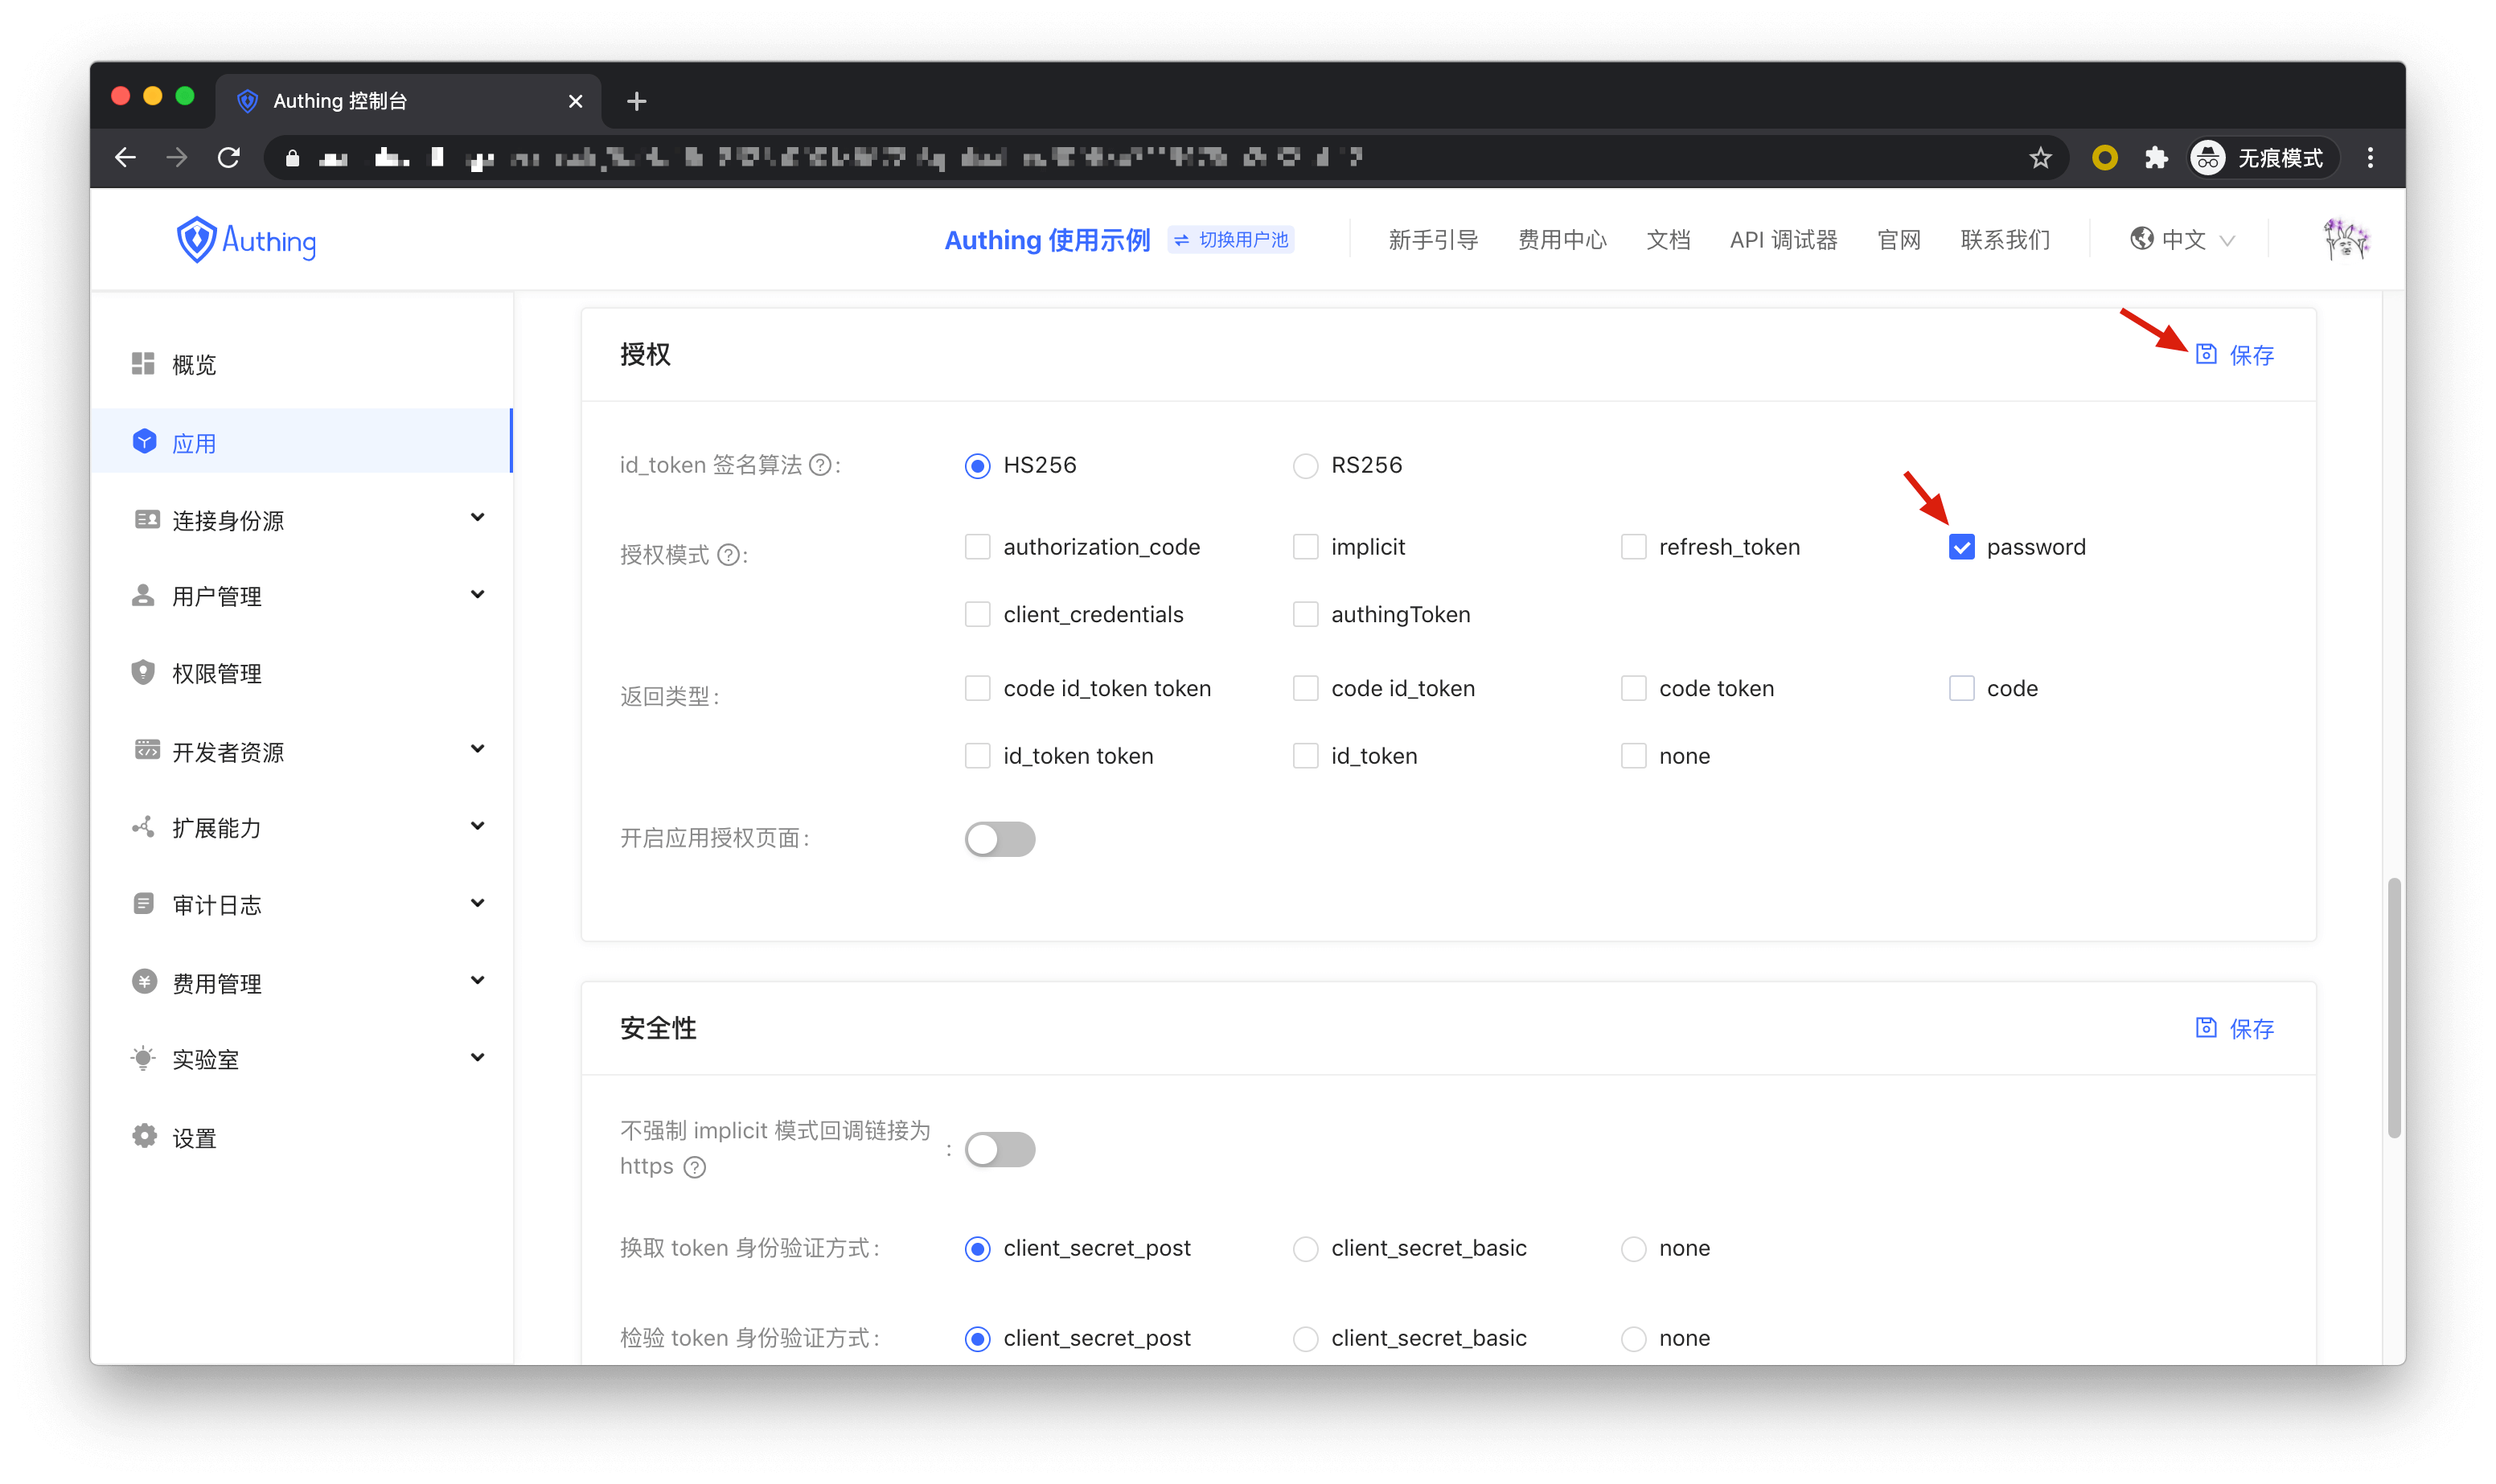 Authing 控制台
无痕模式
Authing
Authing 使用示例
切换用户池
新手引导
费用中心
文档
API 调试器
官网
联系我们
中文
概览
应用
连接身份源
用户管理
权限管理
开发者资源
扩展能力
审计日志
费用管理
实验室
设置
授权
保存
id_token 签名算法 ? :
HS256
RS256
授权模式 ? :
authorization_code
implicit
refresh_token
password
client_credentials
authingToken
返回类型 :
code id_token token
code id_token
code token
code
id_token token
id_token
none
开启应用授权页面 :
安全性
保存
不强制 implicit 模式回调链接为
https ? :
换取 token 身份验证方式 :
client_secret_post
client_secret_basic
none
检验 token 身份验证方式 :
client_secret_post
client_secret_basic
none